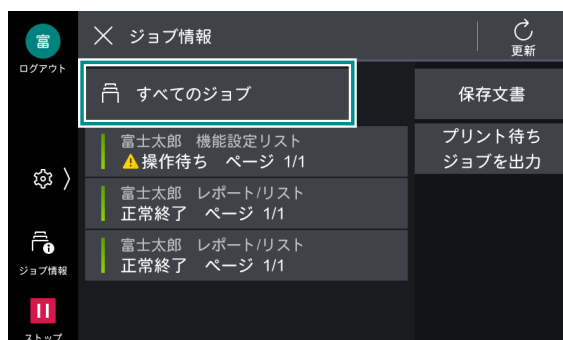 富
ログアウト
ジョブ情報
更新
すべてのジョブ
保存文書
富士太郎 機能設定リスト
操作待ち ページ 1/1
プリント待ち
ジョブを出力
富士太郎 レポート/リスト
正常終了 ページ 1/1
富士太郎 レポート/リスト
正常終了 ページ 1/1
ジョブ情報
ストップ